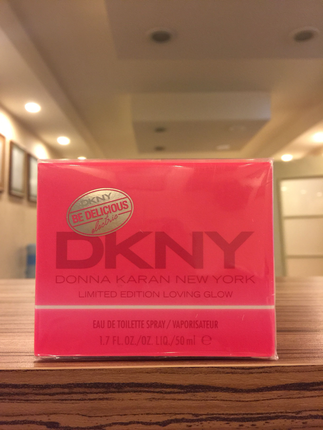 DKNY
BE DELICIOUS
electric
DKNY
DONNA KARAN NEW YORK
LIMITED EDITION LOVING GLOW
EAU DE TOILETTE SPRAY / VAPORISATEUR
1.7 FL.OZ./OZ. LIQ./50 ml ℮